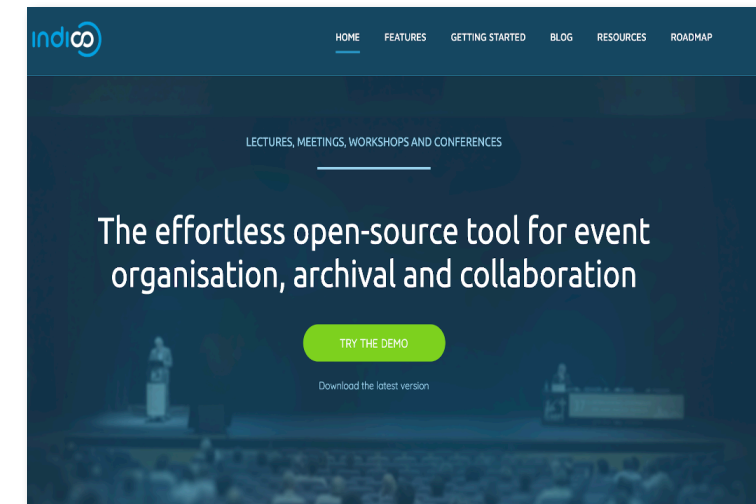 indico
HOME FEATURES GETTING STARTED BLOG RESOURCES ROADMAP
LECTURES, MEETINGS, WORKSHOPS AND CONFERENCES
The effortless open-source tool for event
organisation, archival and collaboration
TRY THE DEMO
Download the latest version